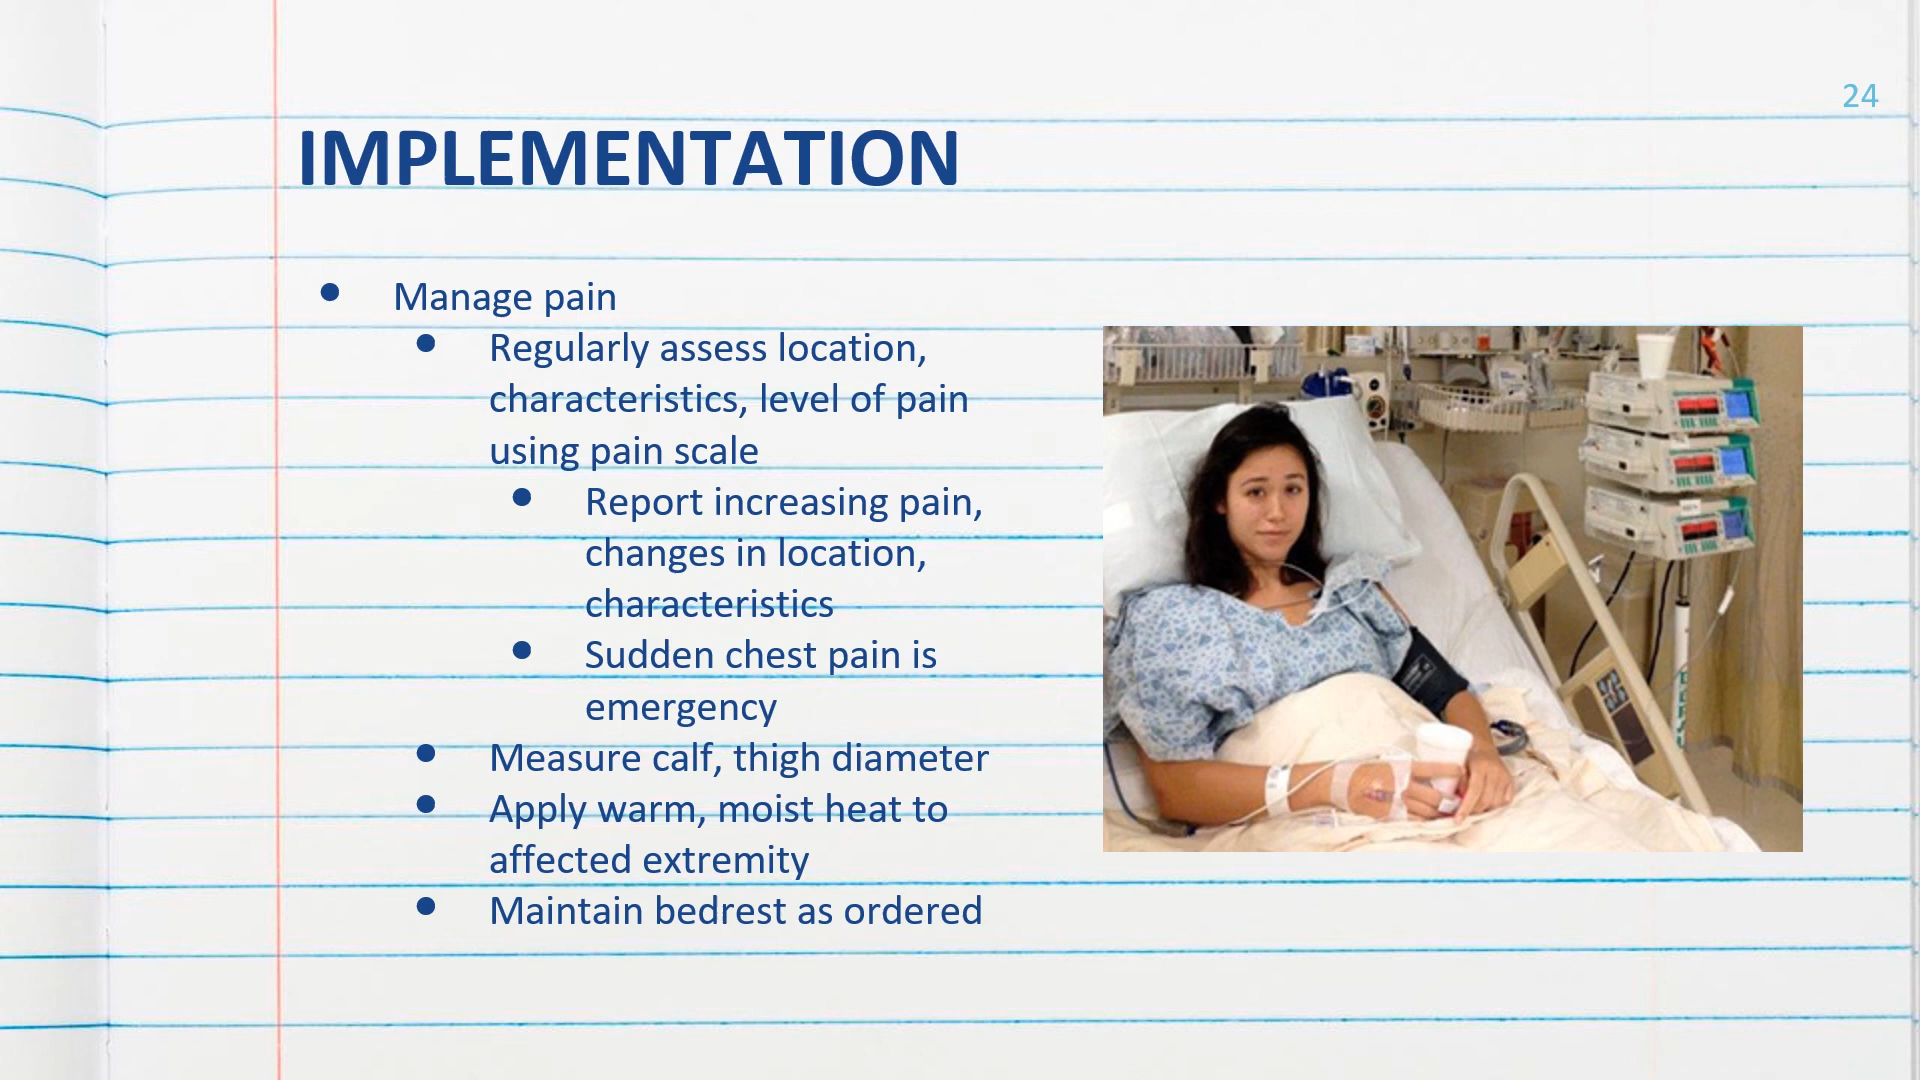 24
IMPLEMENTATION
● Manage pain
● Regularly assess location,
characteristics, level of pain
using pain scale
● Report increasing pain,
changes in location,
characteristics
● Sudden chest pain is
emergency
● Measure calf, thigh diameter
● Apply warm, moist heat to
affected extremity
● Maintain bedrest as ordered